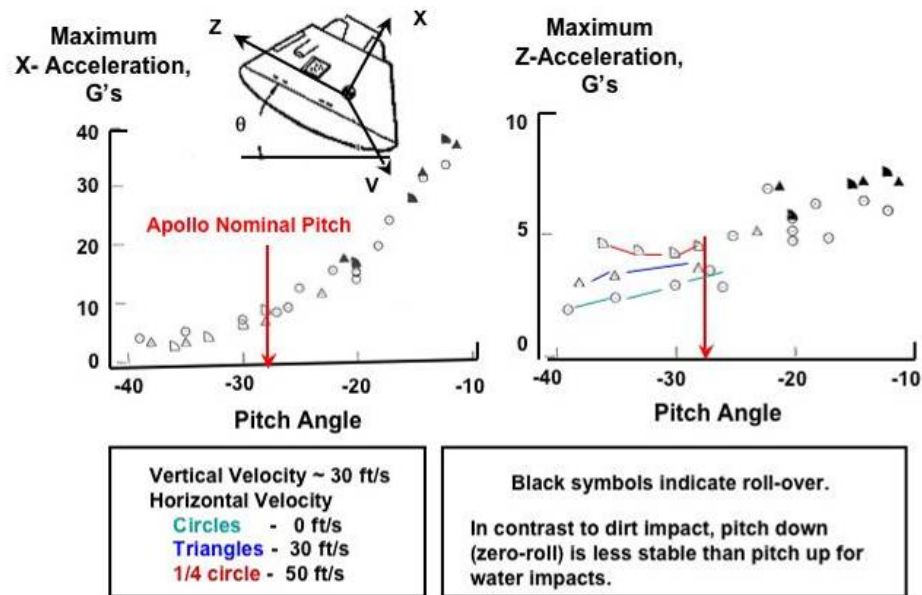 Maximum
X- Acceleration,
G's
Z
X
θ
V
40
30
20
10
0
Apollo Nominal Pitch
-40
-30
-20
-10
Pitch Angle
Maximum
Z-Acceleration,
G's
10
5
0
-40
-30
-20
-10
Pitch Angle
Vertical Velocity ~ 30 ft/s
Horizontal Velocity
Circles - 0 ft/s
Triangles - 30 ft/s
1/4 circle - 50 ft/s
Black symbols indicate roll-over.
In contrast to dirt impact, pitch down
(zero-roll) is less stable than pitch up for
water impacts.